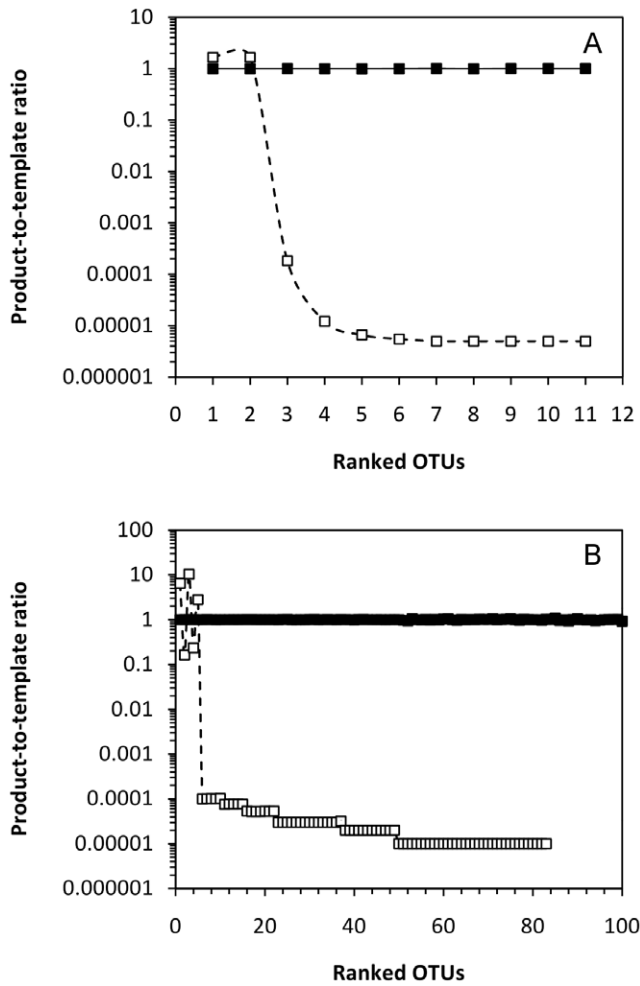 10
A
1
0.1
0.01
0.001
0.0001
0.00001
0.000001
0 1 2 3 4 5 6 7 8 9 10 11 12
Product-to-template ratio
Ranked OTUs
100
B
10
1
0.1
0.01
0.001
0.0001
0.00001
0.000001
0 20 40 60 80 100
Product-to-template ratio
Ranked OTUs